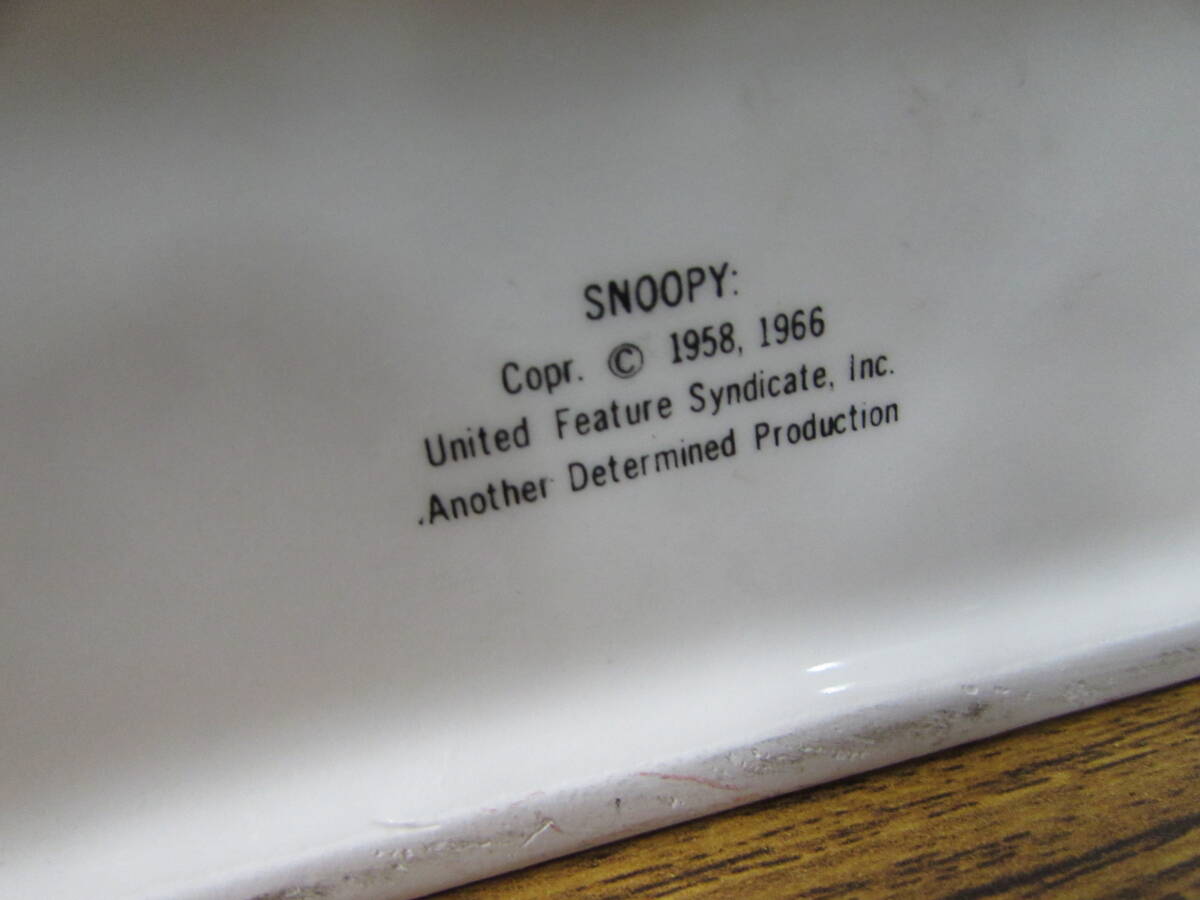 SNOOPY:
Copr. © 1958, 1966
United Feature Syndicate, Inc.
Another Determined Production